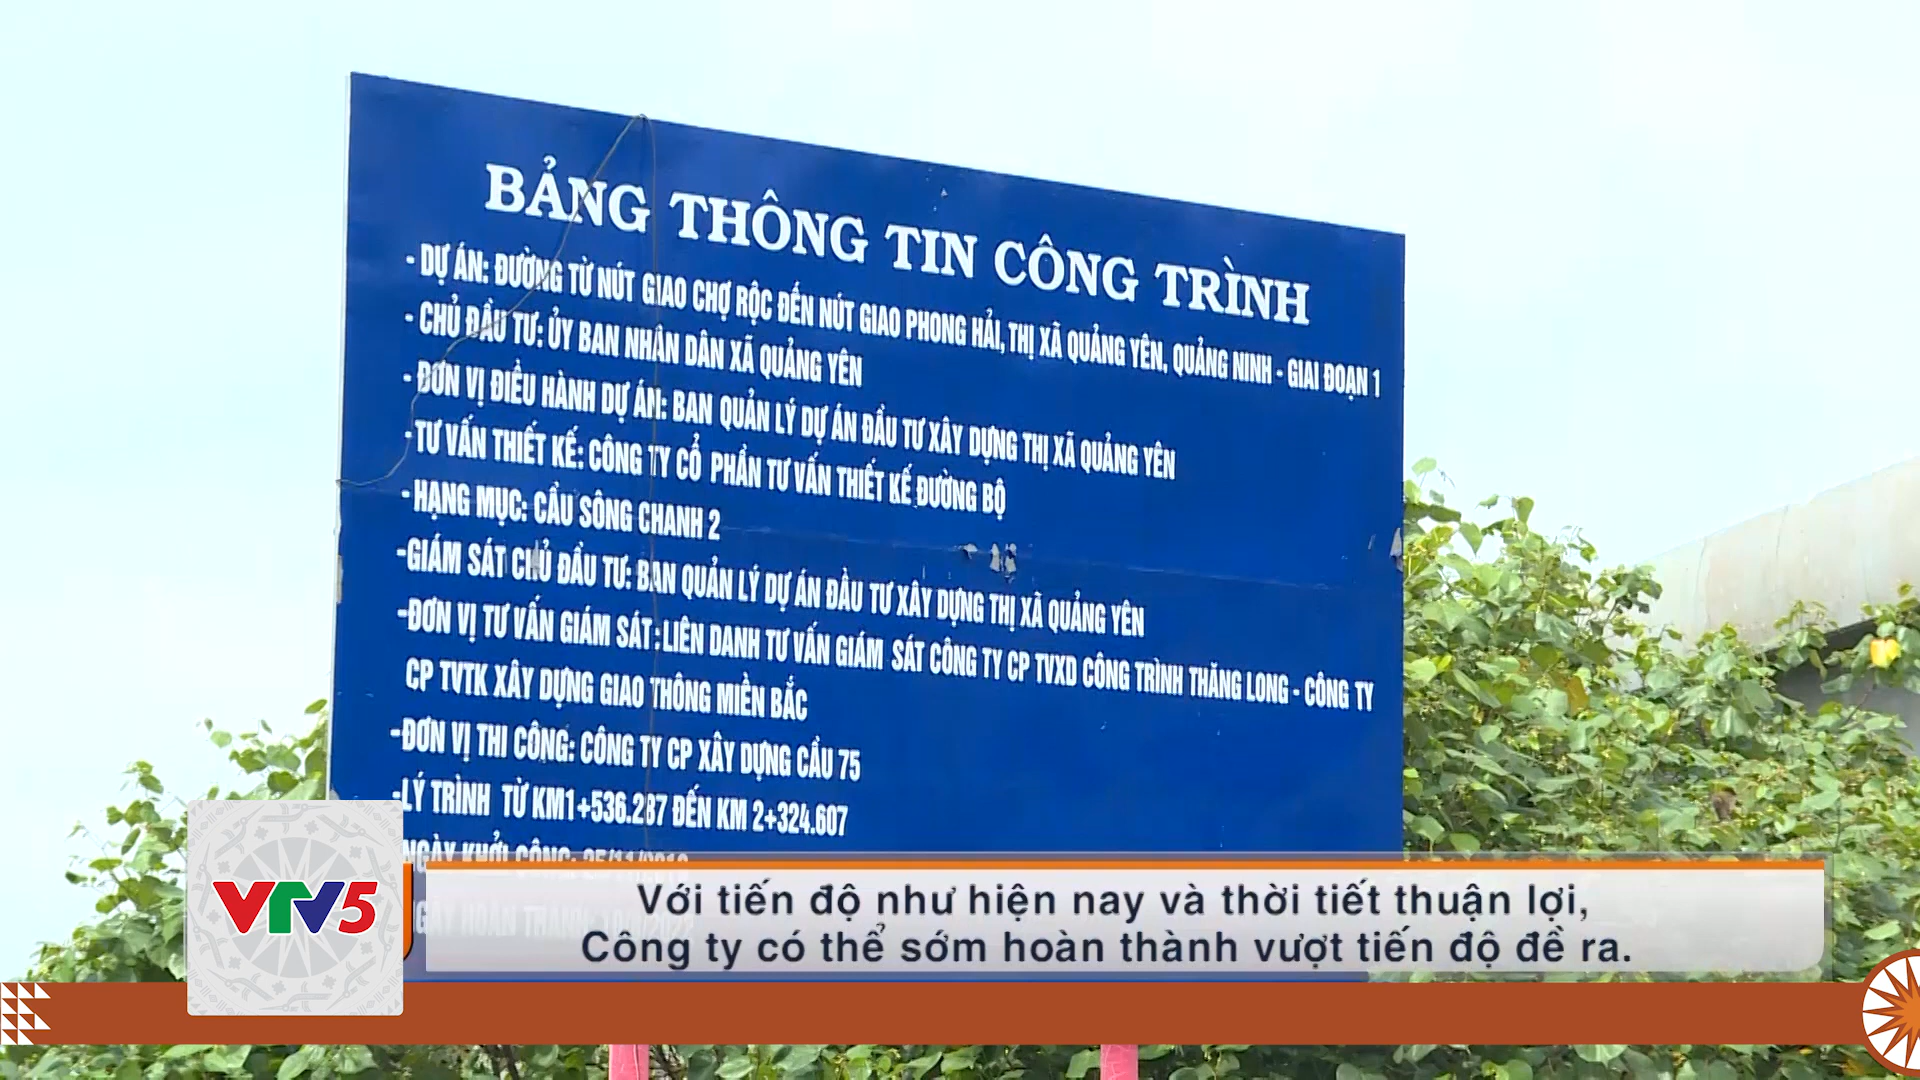 BẢNG THÔNG TIN CÔNG TRÌNH
- DỰ ÁN: ĐƯỜNG TỪ NÚT GIAO CHỢ RỘC ĐẾN NÚT GIAO PHONG HẢI, THỊ XÃ QUẢNG YÊN, QUẢNG NINH - GIAI ĐOẠN 1
- CHỦ ĐẦU TƯ: ỦY BAN NHÂN DÂN XÃ QUẢNG YÊN
- ĐƠN VỊ ĐIỀU HÀNH DỰ ÁN: BAN QUẢN LÝ DỰ ÁN ĐẦU TƯ XÂY DỰNG THỊ XÃ QUẢNG YÊN
- TƯ VẤN THIẾT KẾ: CÔNG TY CỔ PHẦN TƯ VẤN THIẾT KẾ ĐƯỜNG BỘ
- HẠNG MỤC: CẦU SÔNG CHANH 2
-GIÁM SÁT CHỦ ĐẦU TƯ: BAN QUẢN LÝ DỰ ÁN ĐẦU TƯ XÂY DỰNG THỊ XÃ QUẢNG YÊN
-ĐƠN VỊ TƯ VẤN GIÁM SÁT: LIÊN DANH TƯ VẤN GIÁM SÁT CÔNG TY CP TVXD CÔNG TRÌNH THĂNG LONG - CÔNG TY
CP TVTK XÂY DỰNG GIAO THÔNG MIỀN BẮC
-ĐƠN VỊ THI CÔNG: CÔNG TY CP XÂY DỰNG CẦU 75
-LÝ TRÌNH TỪ KM1+536.287 ĐẾN KM 2+324.607
NGÀY KHỞI CÔNG:
VTV5
Với tiến độ như hiện nay và thời tiết thuận lợi,
Công ty có thể sớm hoàn thành vượt tiến độ đề ra.